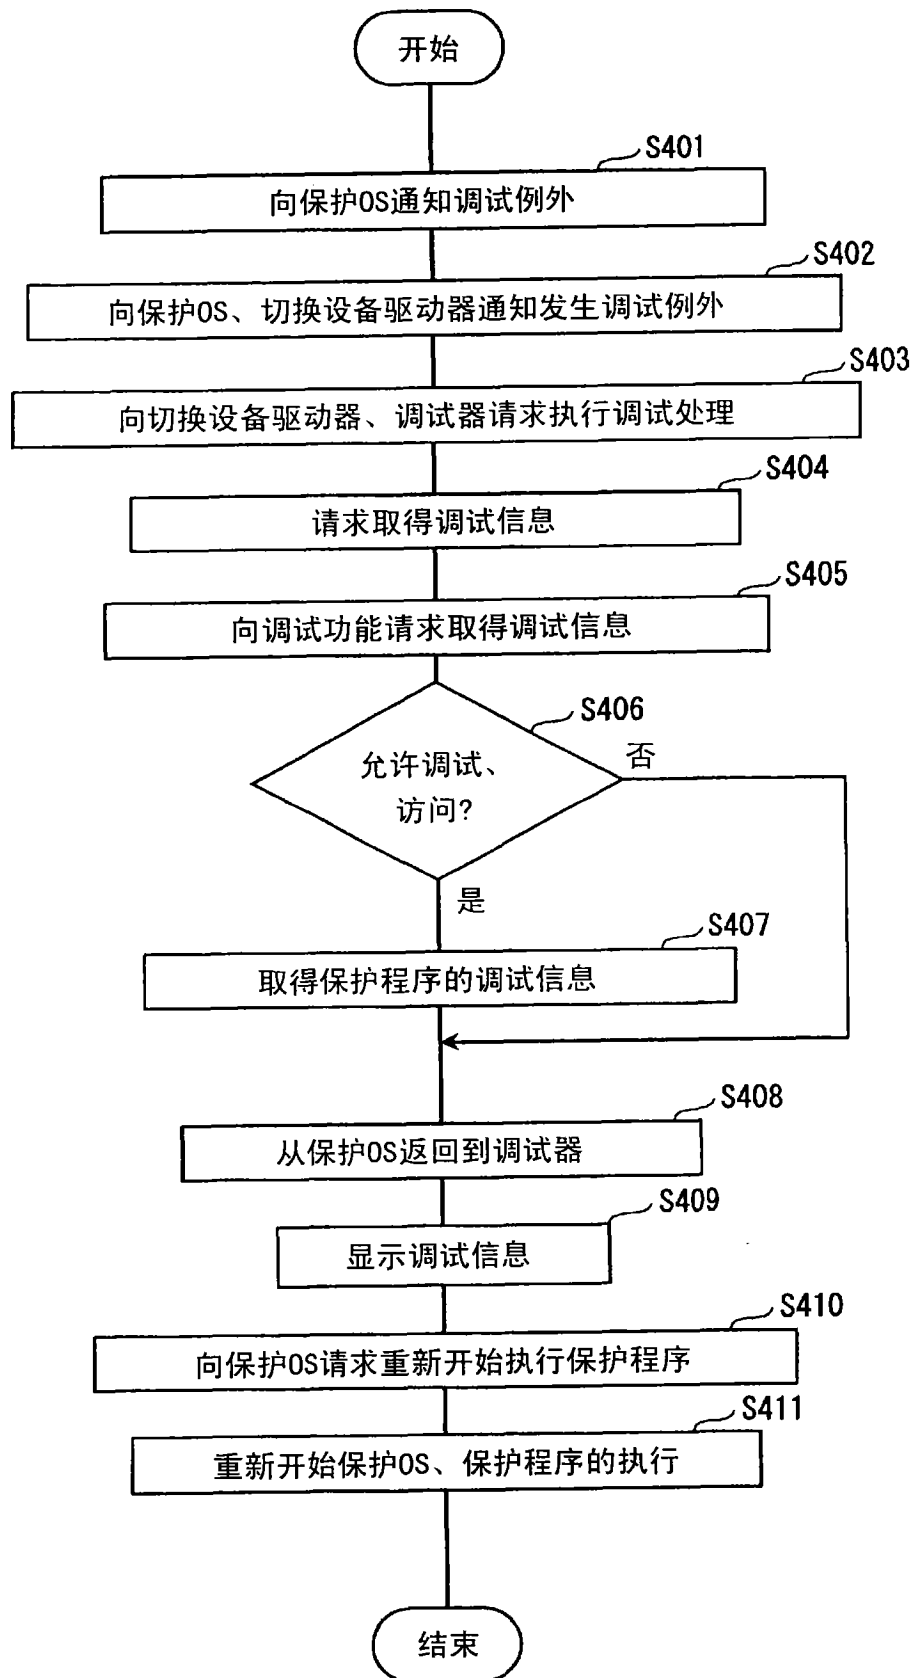 开始
S401
向保护OS通知调试例外
S402
向保护OS、切换设备驱动器通知发生调试例外
S403
向切换设备驱动器、调试器请求执行调试处理
S404
请求取得调试信息
S405
向调试功能请求取得调试信息
S406
允许调试、
访问?
否
是
S407
取得保护程序的调试信息
S408
从保护OS返回到调试器
S409
显示调试信息
S410
向保护OS请求重新开始执行保护程序
S411
重新开始保护OS、保护程序的执行
结束